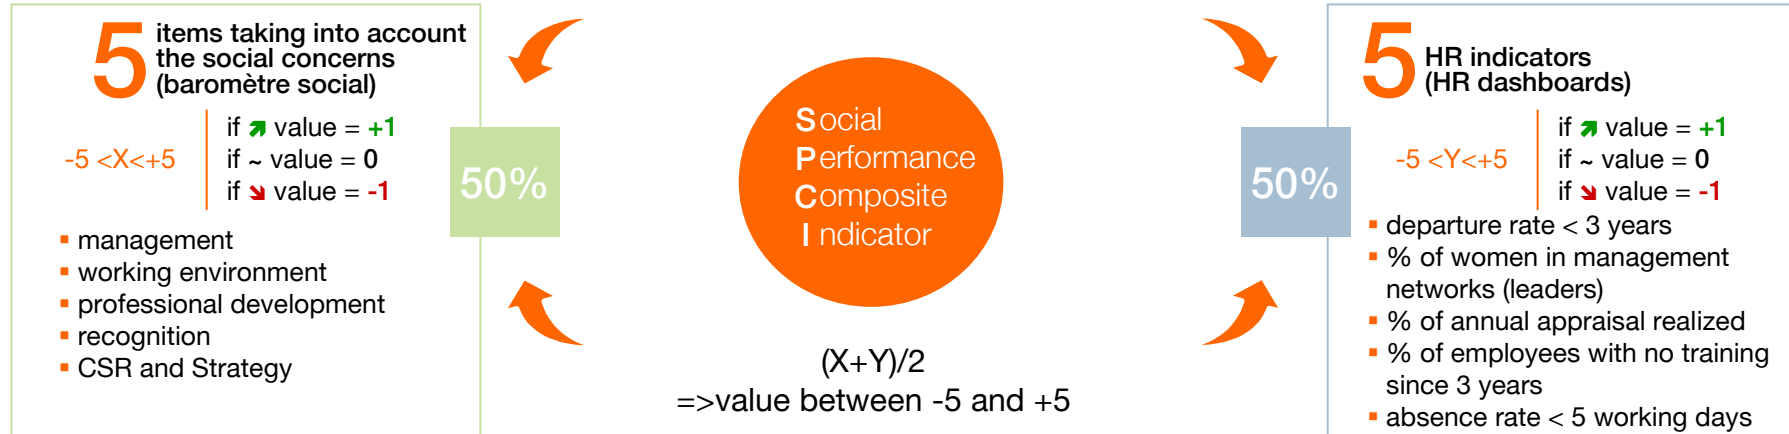 5 items taking into account
the social concerns
(baromètre social)
-5 <X<+5
if ➘ value = +1
if ~ value = 0
if ➘ value = -1
▪ management
▪ working environment
▪ professional development
▪ recognition
▪ CSR and Strategy
50%
Social
Performance
Composite
Indicator
(X+Y)/2
=>value between -5 and +5
50%
5 HR indicators
(HR dashboards)
-5 <Y<+5
if ➚ value = +1
if ~ value = 0
if ➘ value = -1
▪ departure rate < 3 years
▪ % of women in management
networks (leaders)
▪ % of annual appraisal realized
▪ % of employees with no training
since 3 years
▪ absence rate < 5 working days